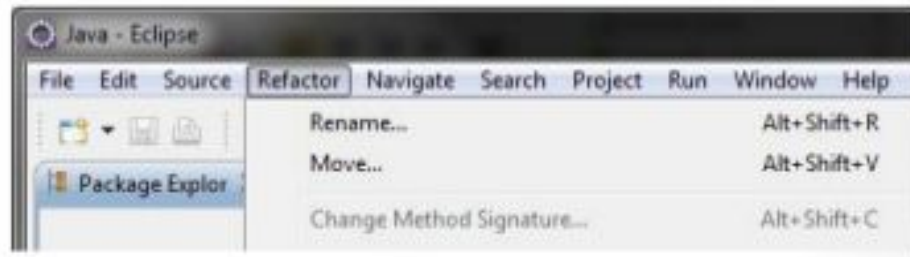 Java - Eclipse
File Edit Source Refactor Navigate Search Project Run Window Help
Rename... Alt+Shift+R
Move... Alt+Shift+V
Package Explor
Change Method Signature... Alt+Shift+C